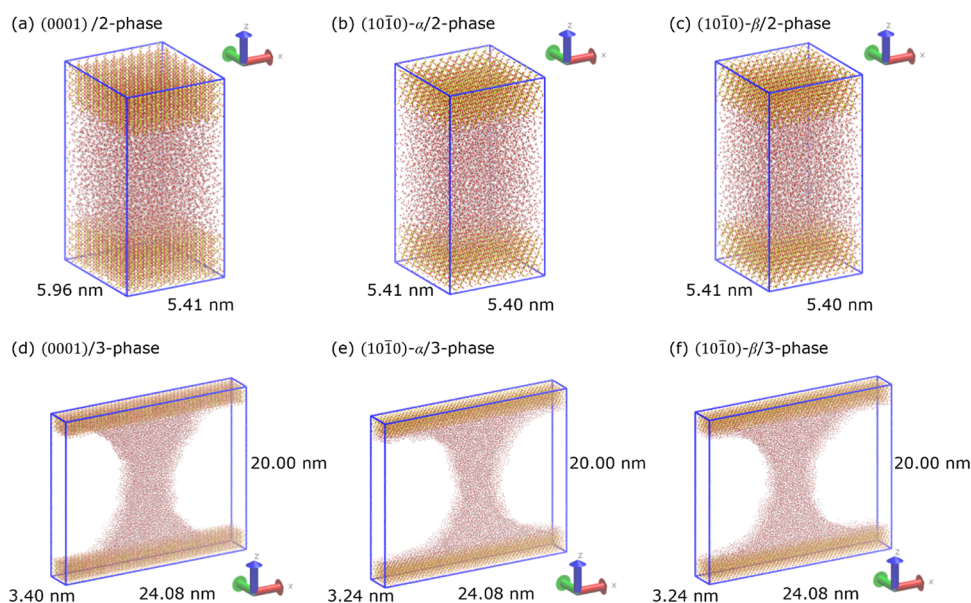 (a) (0001) /2-phase
(b) (101̅0)-α/2-phase
(c) (101̅0)-β/2-phase
z
x
z
x
z
x
5.96 nm
5.41 nm
5.41 nm
5.40 nm
5.41 nm
5.40 nm
(d) (0001)/3-phase
(e) (101̅0)-α/3-phase
(f) (101̅0)-β/3-phase
20.00 nm
20.00 nm
20.00 nm
z
x
z
x
z
x
3.40 nm
24.08 nm
3.24 nm
24.08 nm
3.24 nm
24.08 nm